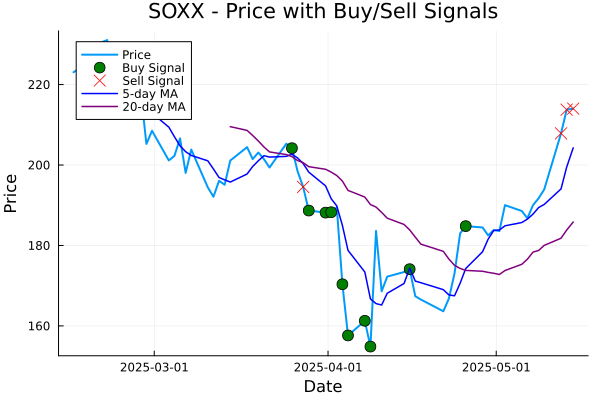 SOXX - Price with Buy/Sell Signals
Price
Buy Signal
Sell Signal
5-day MA
20-day MA
220
200
180
160
Price
2025-03-01
2025-04-01
2025-05-01
Date